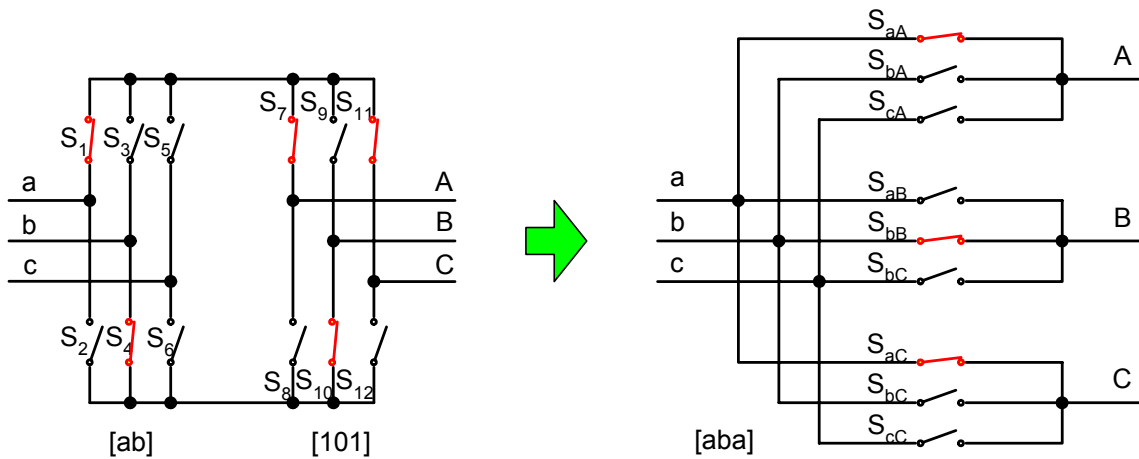 S1 S3 S5 S7 S9 S11
a
b
c
A
B
C
S2 S4 S6 S8 S10 S12
[ab] [101]
SaA
SbA
ScA
A
a
b
c
SaB
SbB
SbC
B
SaC
SbC
ScC
C
[aba]